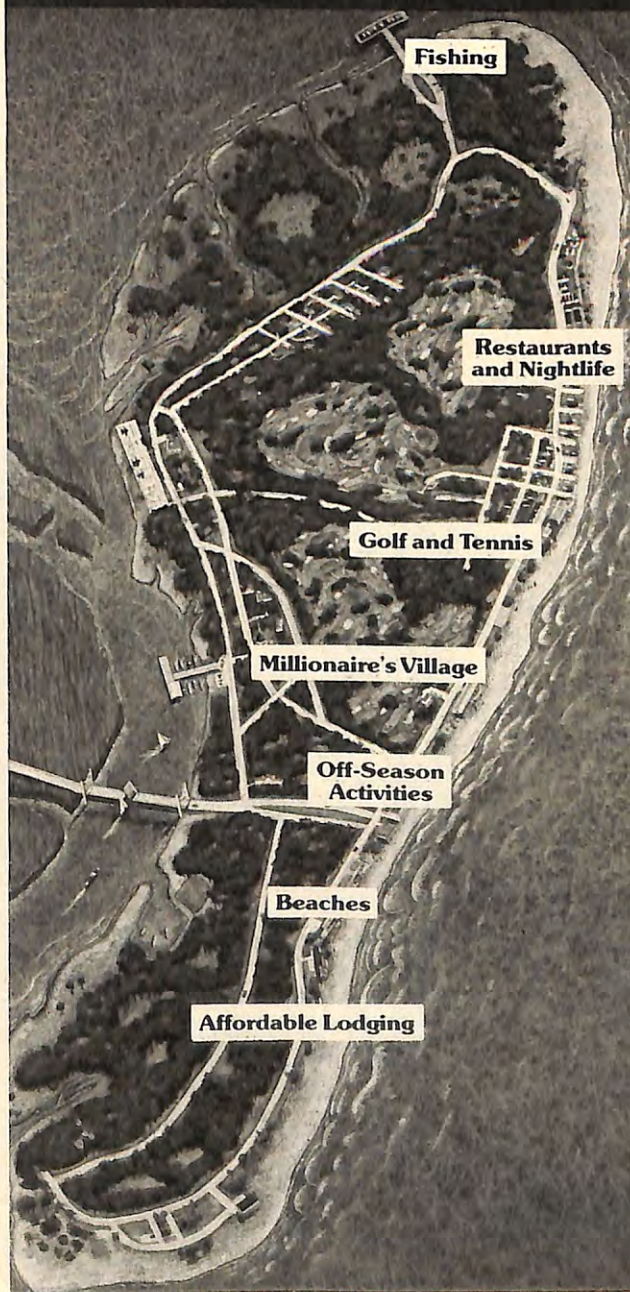 Fishing
Restaurants
and Nightlife
Golf and Tennis
Millionaire's Village
Off-Season
Activities
Beaches
Affordable Lodging